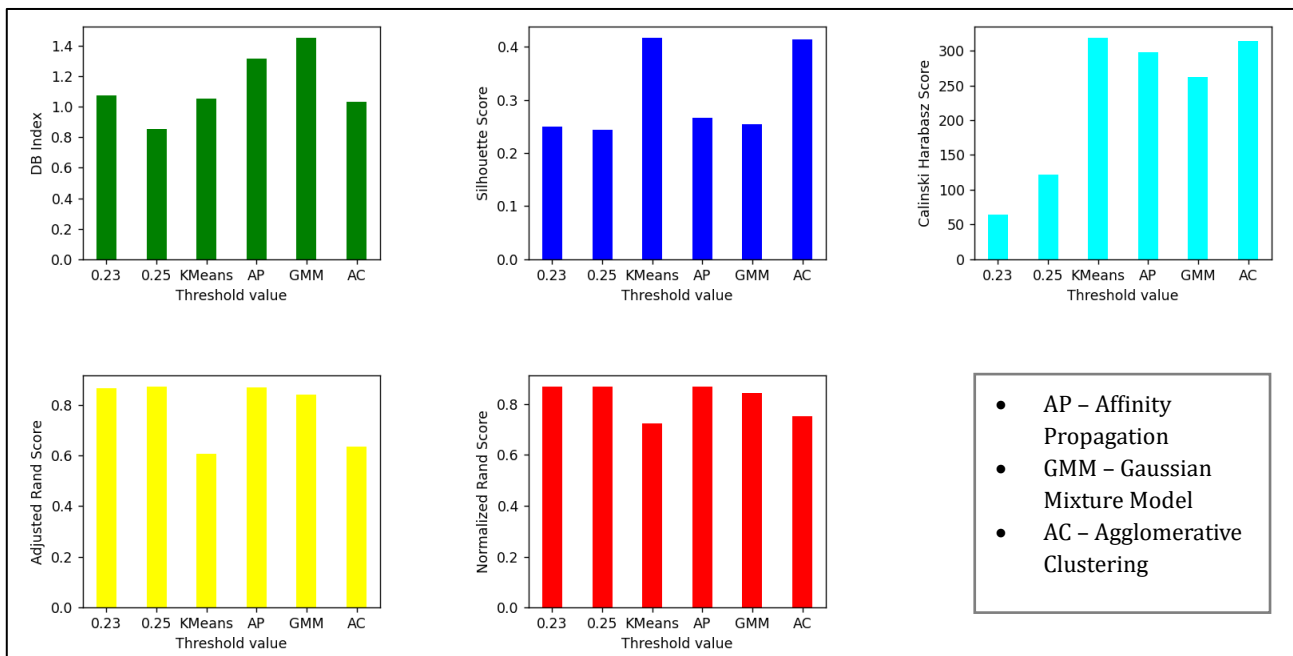 DB Index
1.4
1.2
1.0
0.8
0.6
0.4
0.2
0.0
0.23 0.25 KMeans AP GMM AC
Threshold value
Silhouette Score
0.4
0.3
0.2
0.1
0.0
0.23 0.25 KMeans AP GMM AC
Threshold value
Calinski Harabasz Score
300
250
200
150
100
50
0
0.23 0.25 KMeans AP GMM AC
Threshold value
Adjusted Rand Score
0.8
0.6
0.4
0.2
0.0
0.23 0.25 KMeans AP GMM AC
Threshold value
Normalized Rand Score
0.8
0.6
0.4
0.2
0.0
0.23 0.25 KMeans AP GMM AC
Threshold value
• AP – Affinity
Propagation
• GMM – Gaussian
Mixture Model
• AC – Agglomerative
Clustering